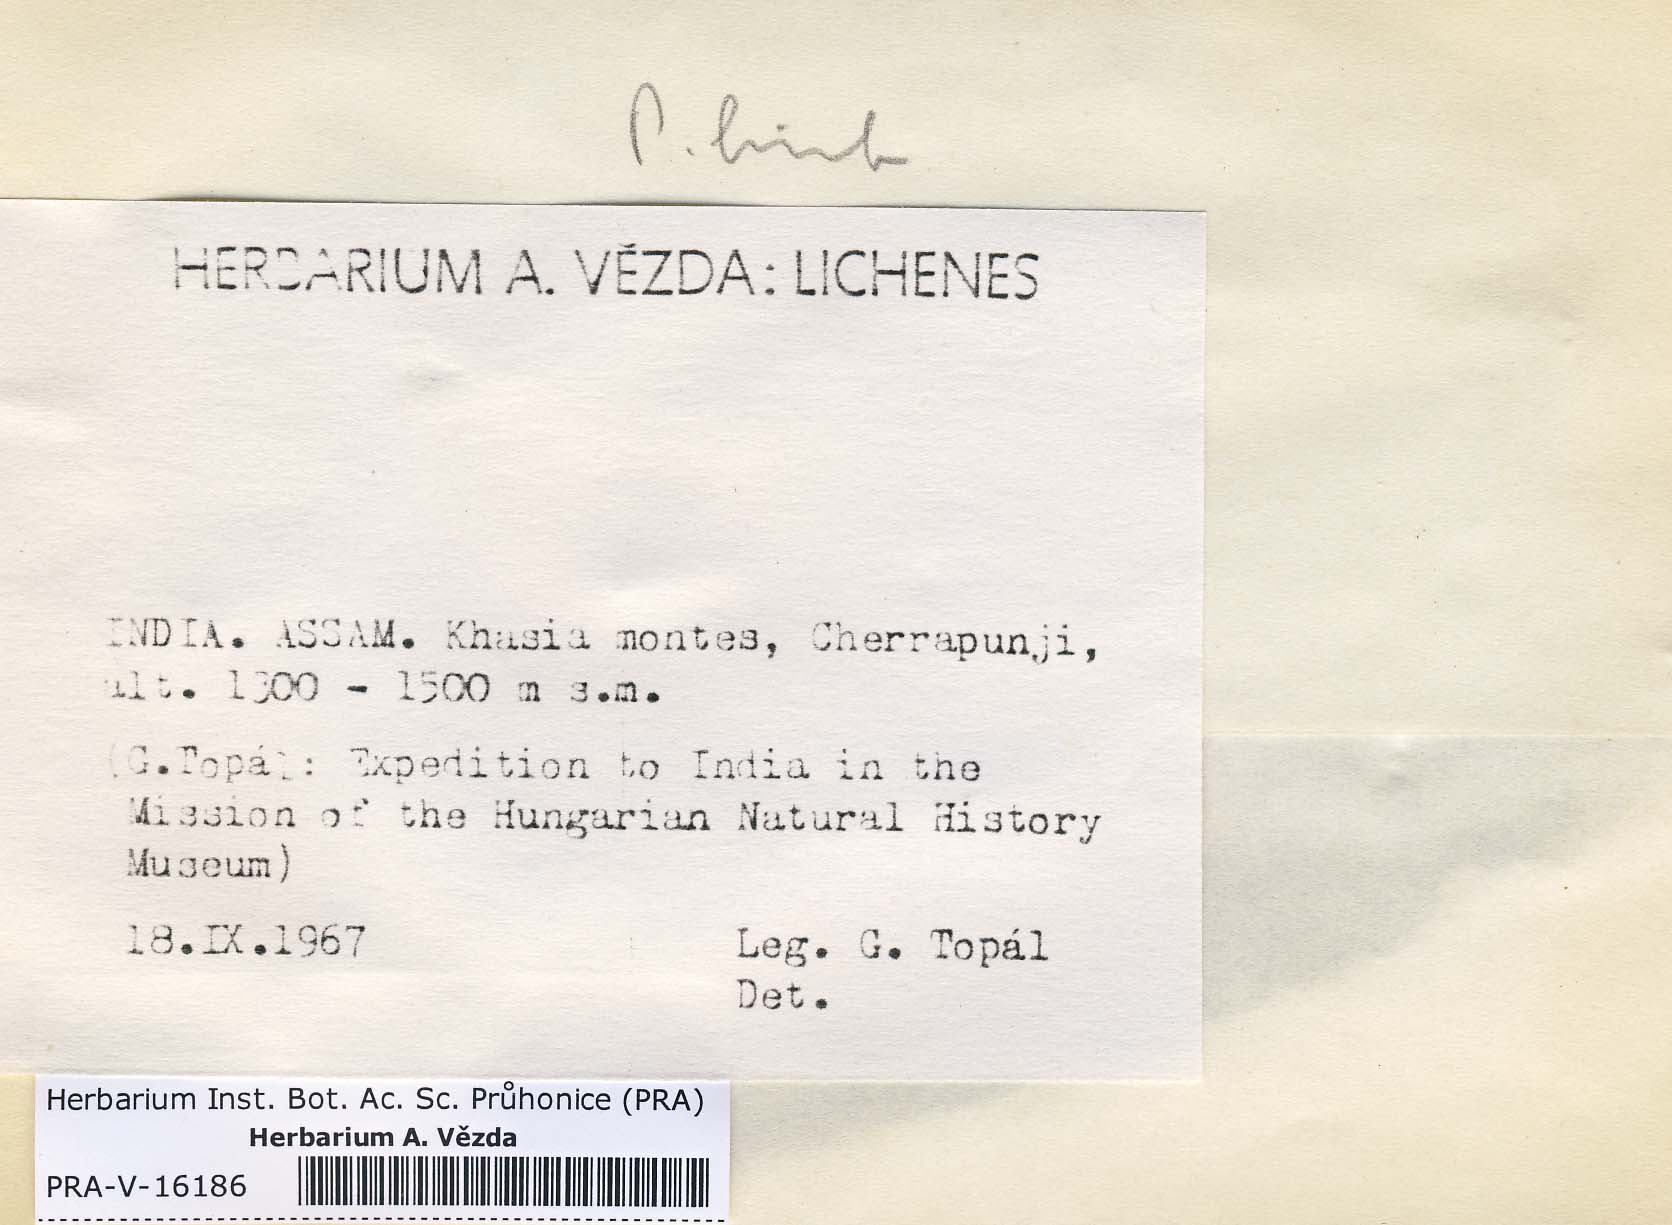 P.
HERBARIUM A. VĚZDA: LICHENES
INDIA. ASSAM. Khasia montes, Cherrapunji,
alt. 1300 - 1500 m s.m.
(G.Topál: Expedition to India in the
Mission of the Hungarian Natural History
Museum)
18.IX.1967
Leg. G. Topál
Det.
Herbarium Inst. Bot. Ac. Sc. Průhonice (PRA)
Herbarium A. Vězda
PRA-V-16186